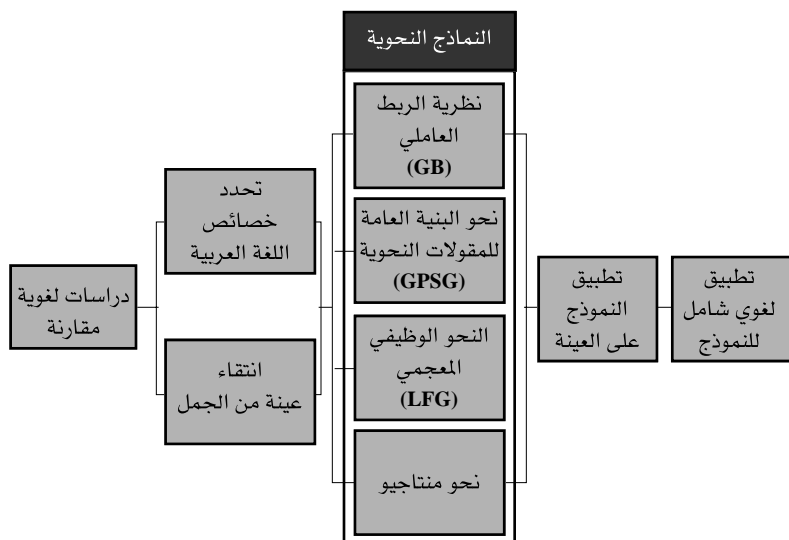 النماذج النحوية
نظرية الربط
العاملي
(GB)
نحو البنية العامة
للمقولات النحوية
(GPSG)
النحو الوظيفي
المعجمي
(LFG)
نحو منتاجيو
تطبيق
لغوي شامل
للنموذج
تطبيق
النموذج
على العينة
تحدد
خصائص
اللغة العربية
انتقاء
عينة من الجمل
دراسات لغوية
مقارنة